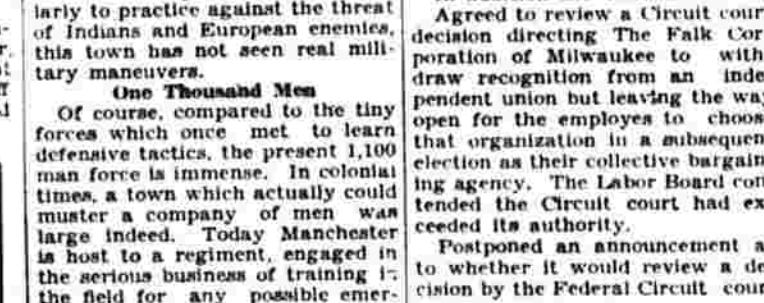 larly to practice against the threat
of Indians and European enemies,
this town has not seen real mili-
tary maneuvers.
One Thousand Men
Of course, compared to the tiny
forces which once met to learn
defensive tactics, the present 1,100
man force is immense. In colonial
times, a town which actually could
muster a company of men was
large indeed. Today Manchester
is host to a regiment, engaged in
the serious business of training in
the field for any possible emer-
Agreed to review a Circuit cour
decision directing The Falk Cor
poration of Milwaukee to with
draw recognition from an inde
pendent union but leaving the way
open for the employes to choos
that organization in a subsequen
election as their collective bargain
ing agency. The Labor Board con
tended the Circuit court had ex
ceeded its authority.
Postponed an announcement a
to whether it would review a de
cision by the Federal Circuit cour